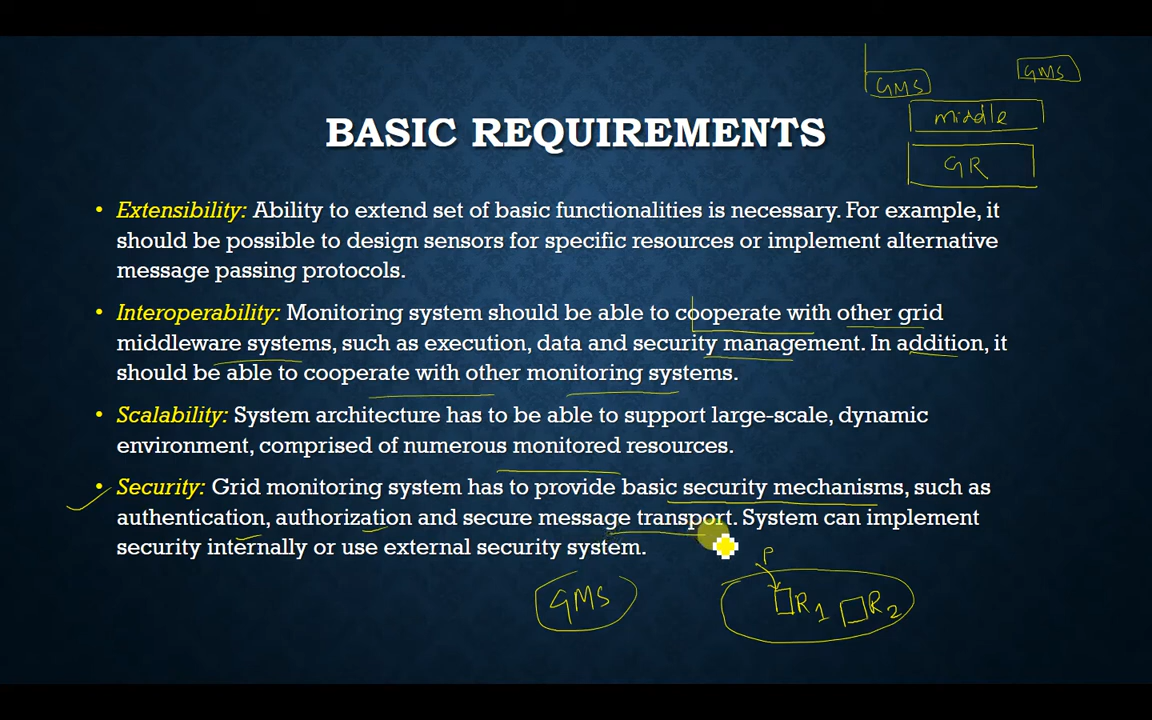 GMS
GMS
middle
GR
BASIC REQUIREMENTS
• Extensibility: Ability to extend set of basic functionalities is necessary. For example, it
should be possible to design sensors for specific resources or implement alternative
message passing protocols.
• Interoperability: Monitoring system should be able to cooperate with other grid
middleware systems, such as execution, data and security management. In addition, it
should be able to cooperate with other monitoring systems.
• Scalability: System architecture has to be able to support large-scale, dynamic
environment, comprised of numerous monitored resources.
• Security: Grid monitoring system has to provide basic security mechanisms, such as
authentication, authorization and secure message transport. System can implement
security internally or use external security system.
P
GMS
R1 R2